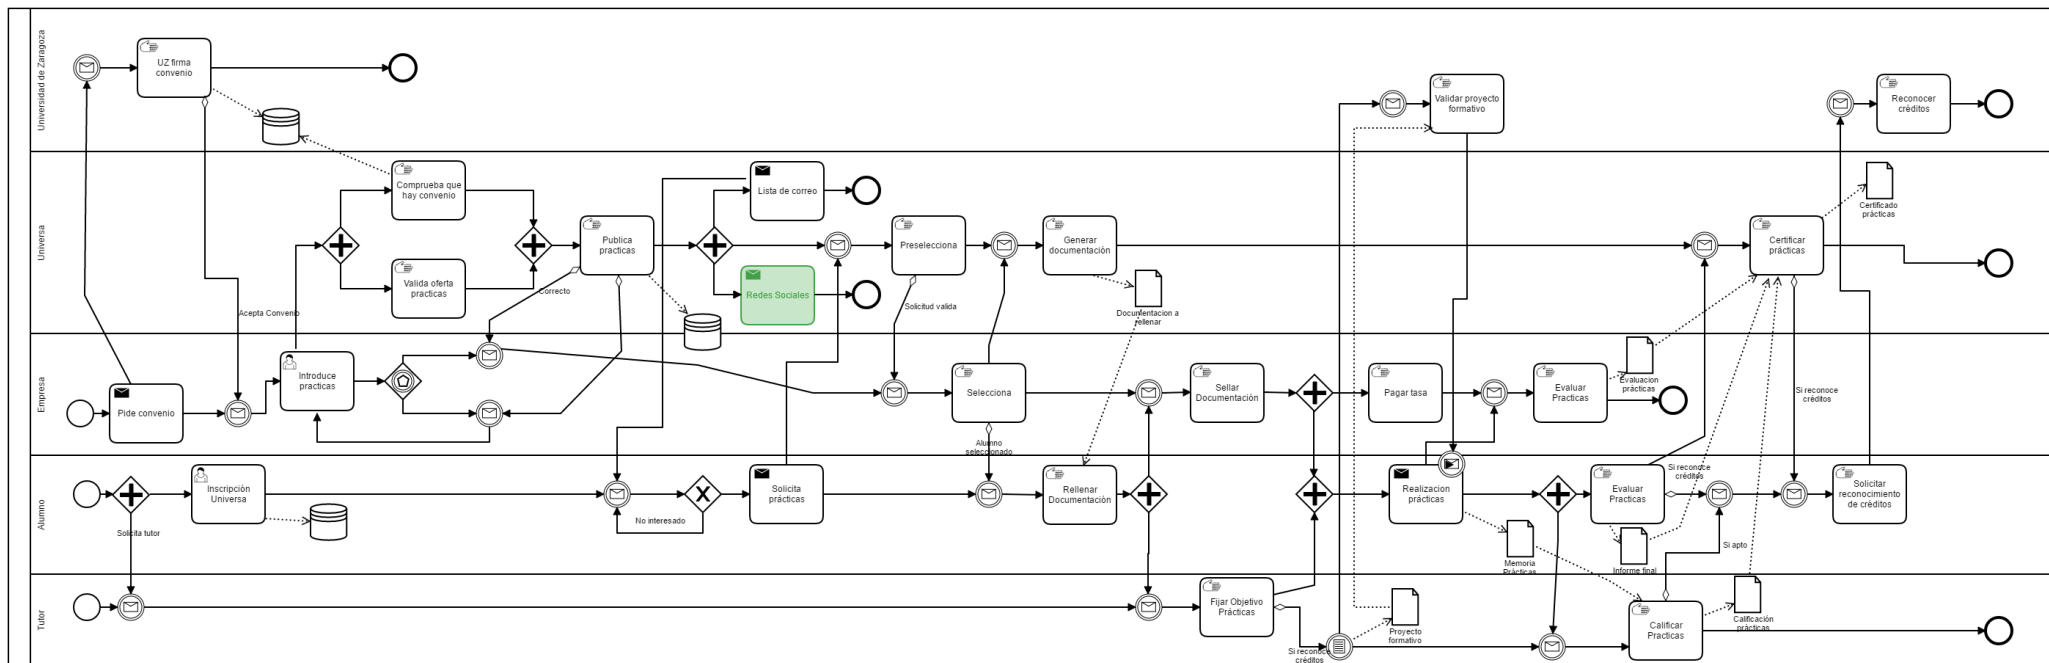 Universidad de Zaragoza
UZ firma
convenio
Validar proyecto
formativo
Reconocer
créditos
Universa
Comprueba que
hay convenio
Valida oferta
practicas
Acepta Convenio
Correcto
Publica
practicas
Lista de correo
Redes Sociales
Preselecciona
Solicitud valida
Generar
documentación
Documentacion a
rellenar
Certificar
prácticas
Certificado
prácticas
Empresa
Pide convenio
Introduce
practicas
Selecciona
Alumno
seleccionado
Sellar
Documentación
Pagar tasa
Evaluar
Practicas
Evaluacion
prácticas
Si reconoce
créditos
Alumno
Solicita tutor
Inscripción
Universa
No interesado
Solicita
prácticas
Rellenar
Documentación
Realizacion
prácticas
Memoria
Prácticas
Evaluar
Practicas
Si reconoce
créditos
Informe final
Si apto
Solicitar
reconocimiento
de créditos
Tutor
Fijar Objetivo
Prácticas
Si reconoce
créditos
Proyecto
formativo
Calificar
Practicas
Calificación
prácticas